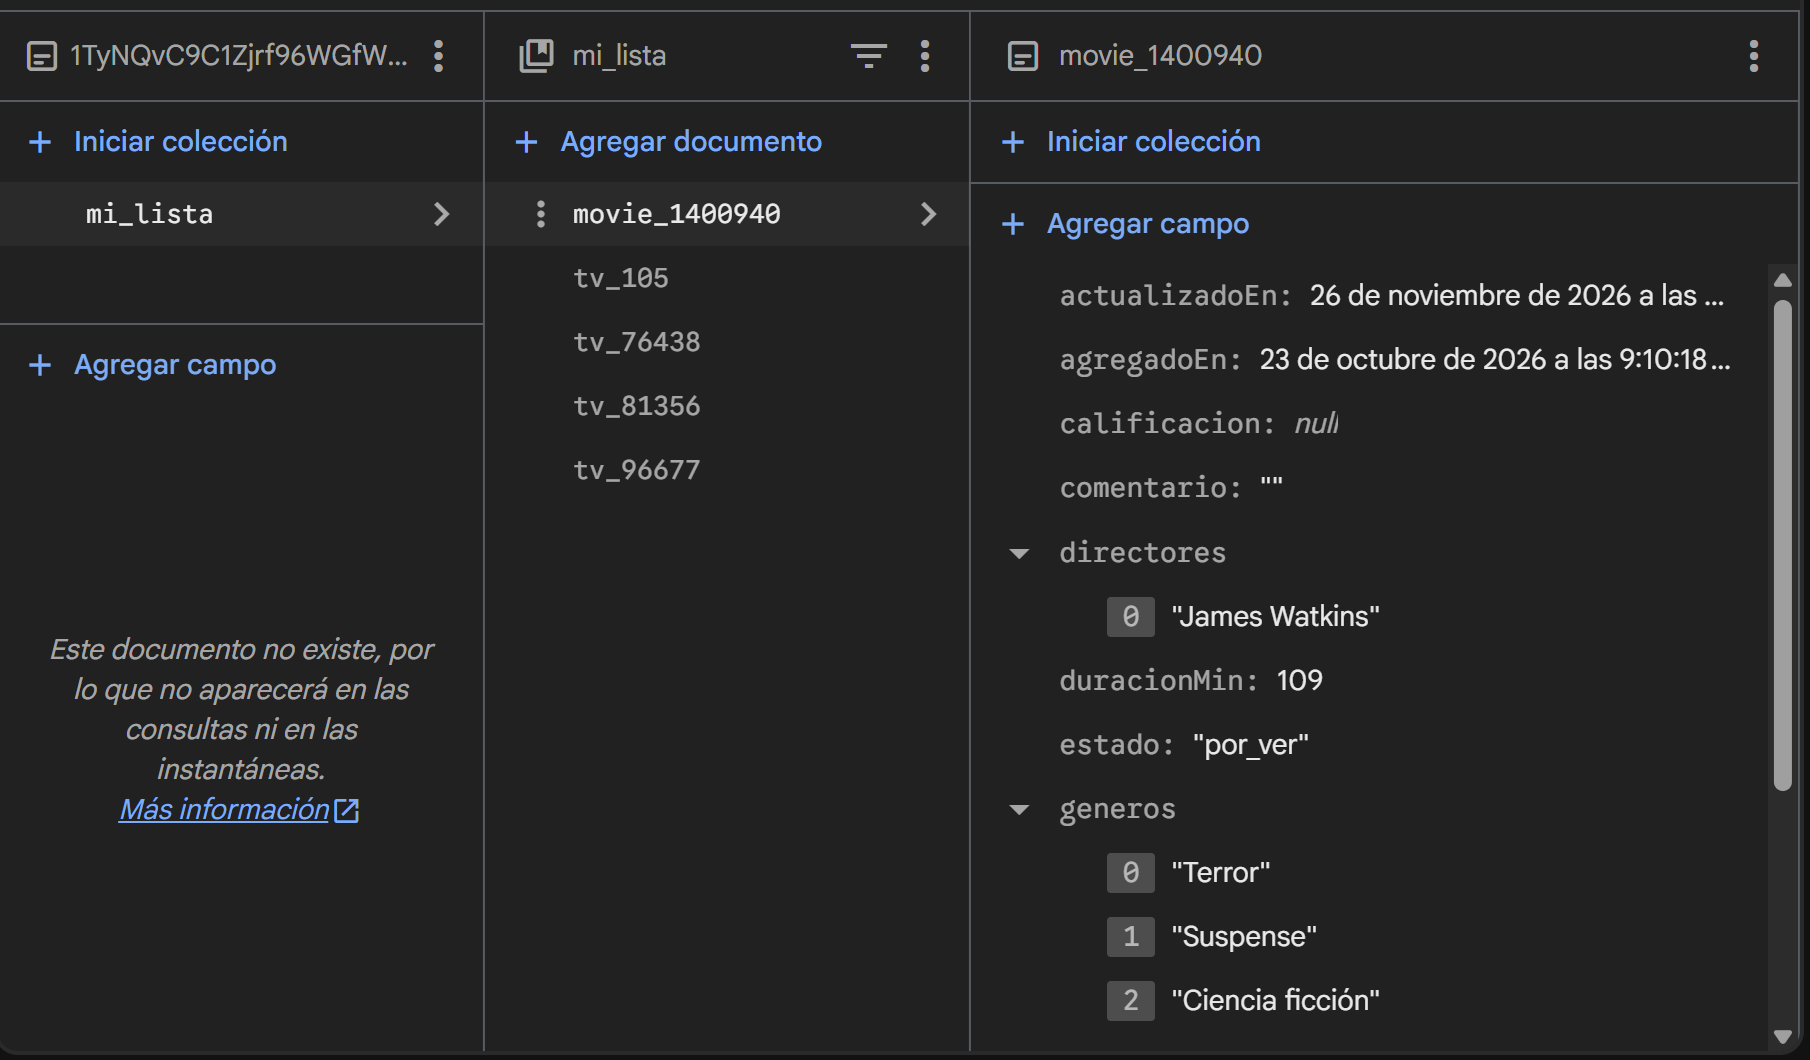 1TyNQvC9C1Zjrf96WGfW...
+ Iniciar colección
mi_lista
+ Agregar campo
Este documento no existe, por
lo que no aparecerá en las
consultas ni en las
instantáneas.
Más información
mi_lista
+ Agregar documento
movie_1400940
tv_105
tv_76438
tv_81356
tv_96677
movie_1400940
+ Iniciar colección
+ Agregar campo
actualizadoEn: 26 de noviembre de 2026 a las ...
agregadoEn: 23 de octubre de 2026 a las 9:10:18...
calificacion: null
comentario: ""
directores
0 "James Watkins"
duracionMin: 109
estado: "por_ver"
generos
0 "Terror"
1 "Suspense"
2 "Ciencia ficción"